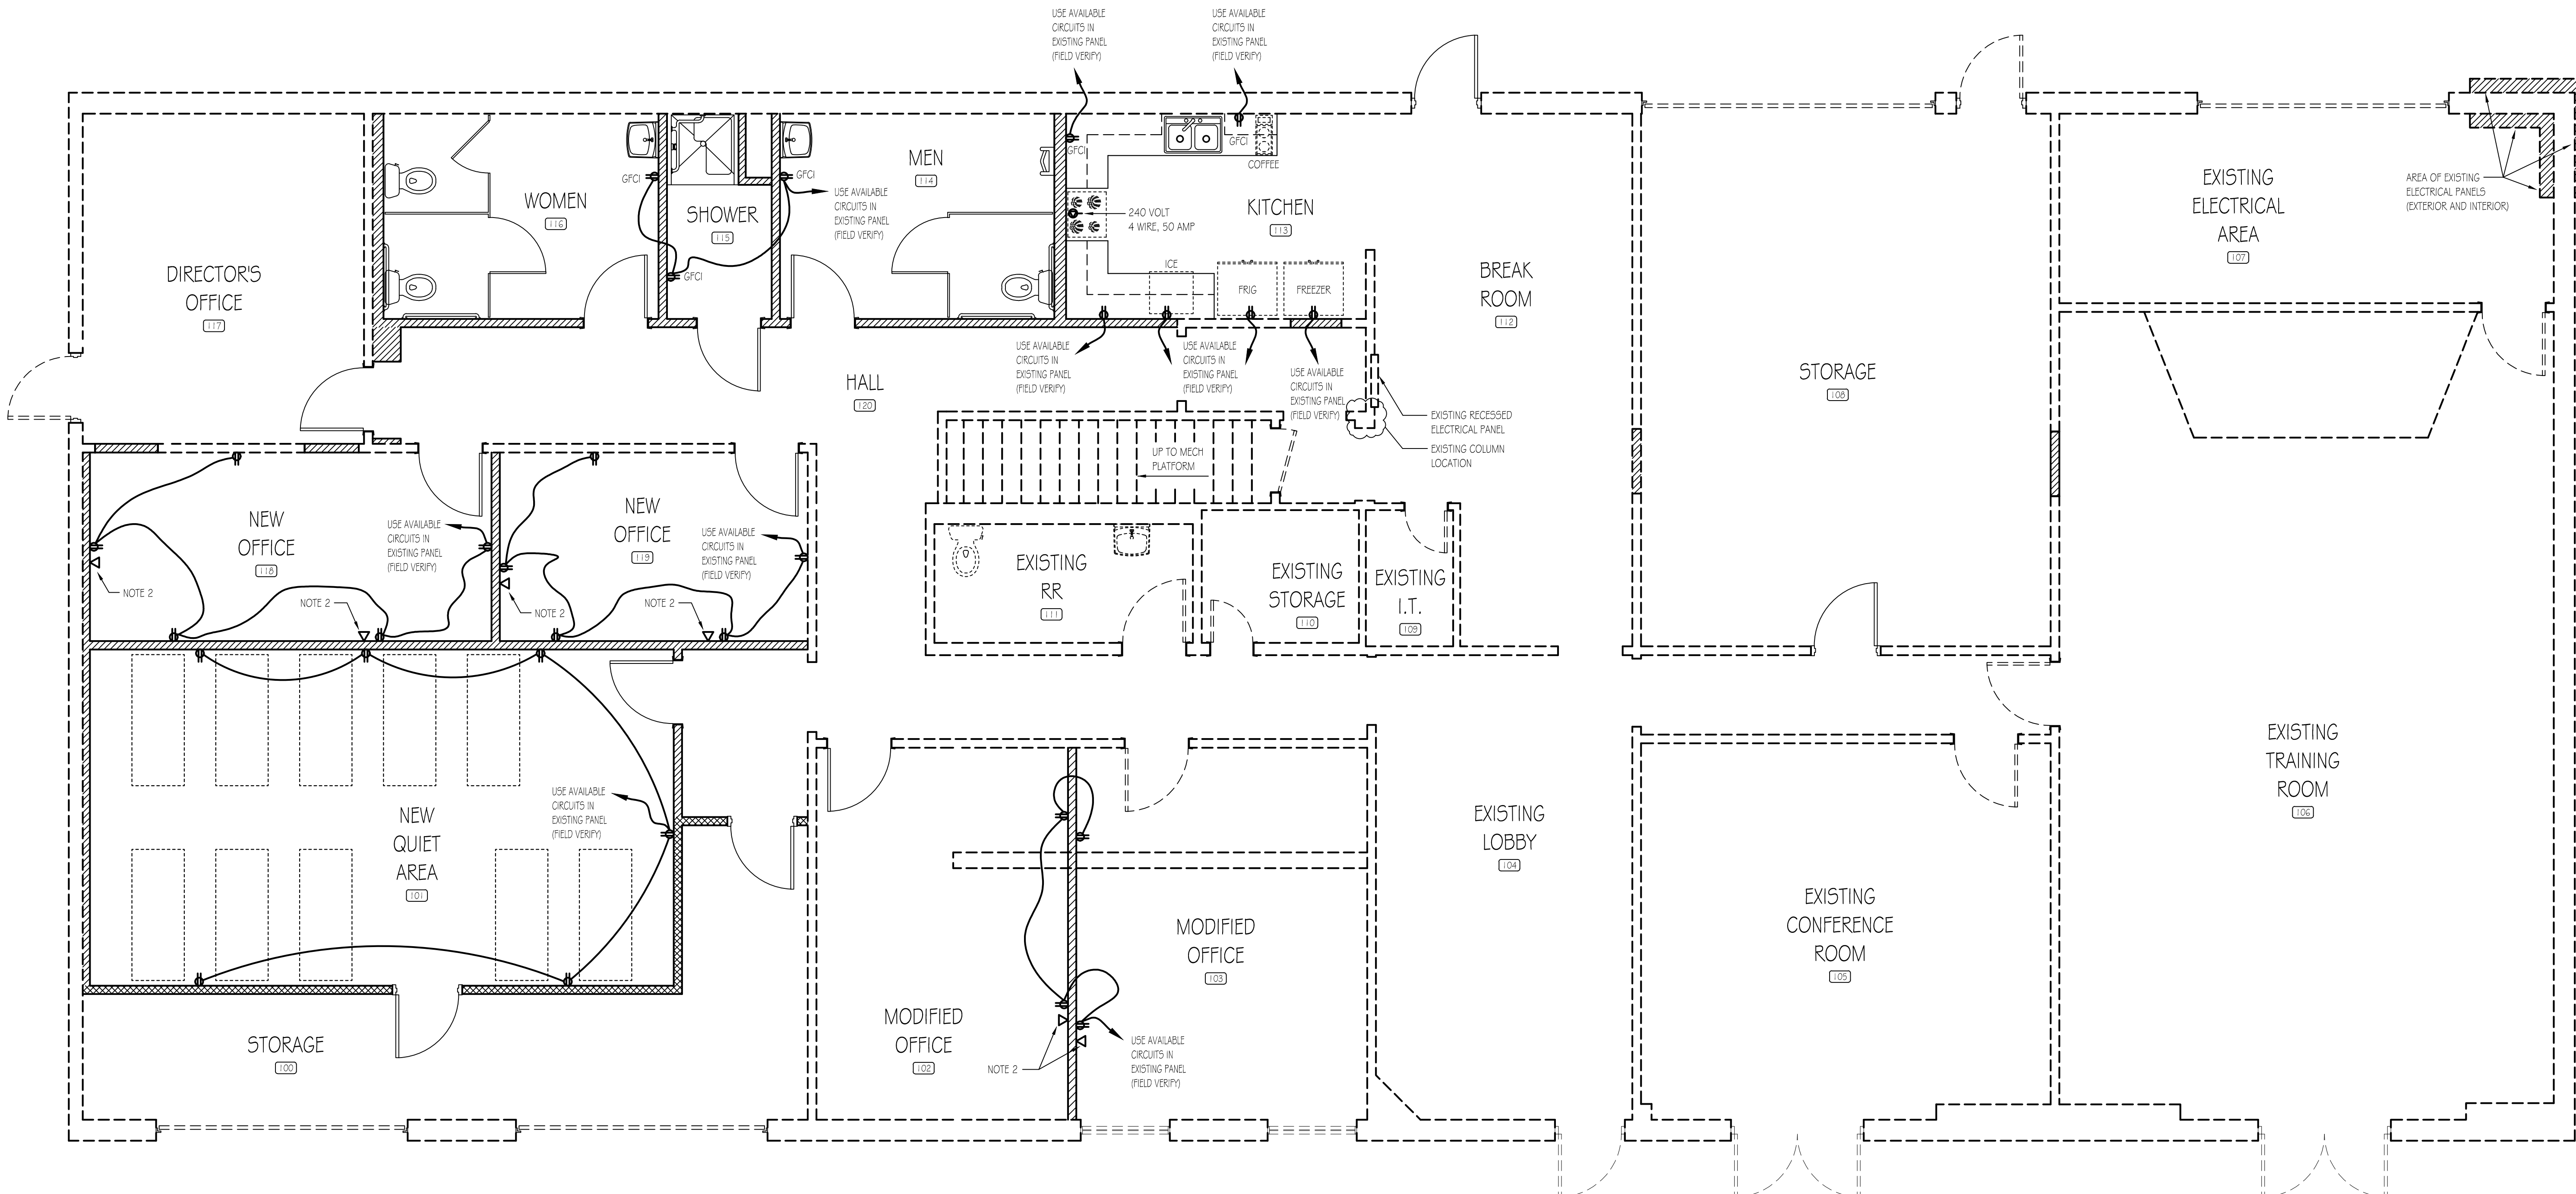 USE AVAILABLE
CIRCUITS IN
EXISTING PANEL
(FIELD VERIFY)
USE AVAILABLE
CIRCUITS IN
EXISTING PANEL
(FIELD VERIFY)
DIRECTOR'S
OFFICE
117
WOMEN
116
GFCI
SHOWER
115
GFCI
GFCI
USE AVAILABLE
CIRCUITS IN
EXISTING PANEL
(FIELD VERIFY)
MEN
114
GFCI
GFCI
COFFEE
240 VOLT
4 WIRE, 50 AMP
KITCHEN
113
ICE
FRIG
FREEZER
BREAK
ROOM
112
STORAGE
108
EXISTING
ELECTRICAL
AREA
107
AREA OF EXISTING
ELECTRICAL PANELS
(EXTERIOR AND INTERIOR)
HALL
120
USE AVAILABLE
CIRCUITS IN
EXISTING PANEL
(FIELD VERIFY)
USE AVAILABLE
CIRCUITS IN
EXISTING PANEL
(FIELD VERIFY)
USE AVAILABLE
CIRCUITS IN
EXISTING PANEL
(FIELD VERIFY)
EXISTING RECESSED
ELECTRICAL PANEL
EXISTING COLUMN
LOCATION
UP TO MECH
PLATFORM
NEW
OFFICE
118
USE AVAILABLE
CIRCUITS IN
EXISTING PANEL
(FIELD VERIFY)
NOTE 2
NOTE 2
NEW
OFFICE
119
USE AVAILABLE
CIRCUITS IN
EXISTING PANEL
(FIELD VERIFY)
NOTE 2
NOTE 2
EXISTING
RR
111
EXISTING
STORAGE
110
EXISTING
I.T.
109
NEW
QUIET
AREA
101
USE AVAILABLE
CIRCUITS IN
EXISTING PANEL
(FIELD VERIFY)
EXISTING
LOBBY
104
EXISTING
TRAINING
ROOM
106
EXISTING
CONFERENCE
ROOM
105
MODIFIED
OFFICE
103
MODIFIED
OFFICE
102
NOTE 2
USE AVAILABLE
CIRCUITS IN
EXISTING PANEL
(FIELD VERIFY)
STORAGE
100